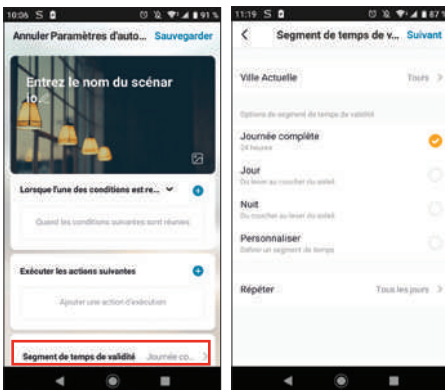 10:06 S 91 %
Annuler Paramètres d'auto... Sauvegarder
Entrez le nom du scénar
io.
Lorsque l'une des conditions est re...
Quand les conditions suivantes sont réunies
Exécuter les actions suivantes
Ajouter une action d'exécution
Segment de temps de validité Journée co... >
11:19 S 87 %
< Segment de temps de v... Suivant
Ville Actuelle Tours >
Options de segment de temps de validité
Journée complète
24 heures
Jour
Du lever au coucher du soleil
Nuit
Du coucher au lever du soleil
Personnaliser
Définir un segment de temps
Répéter Tous les jours >